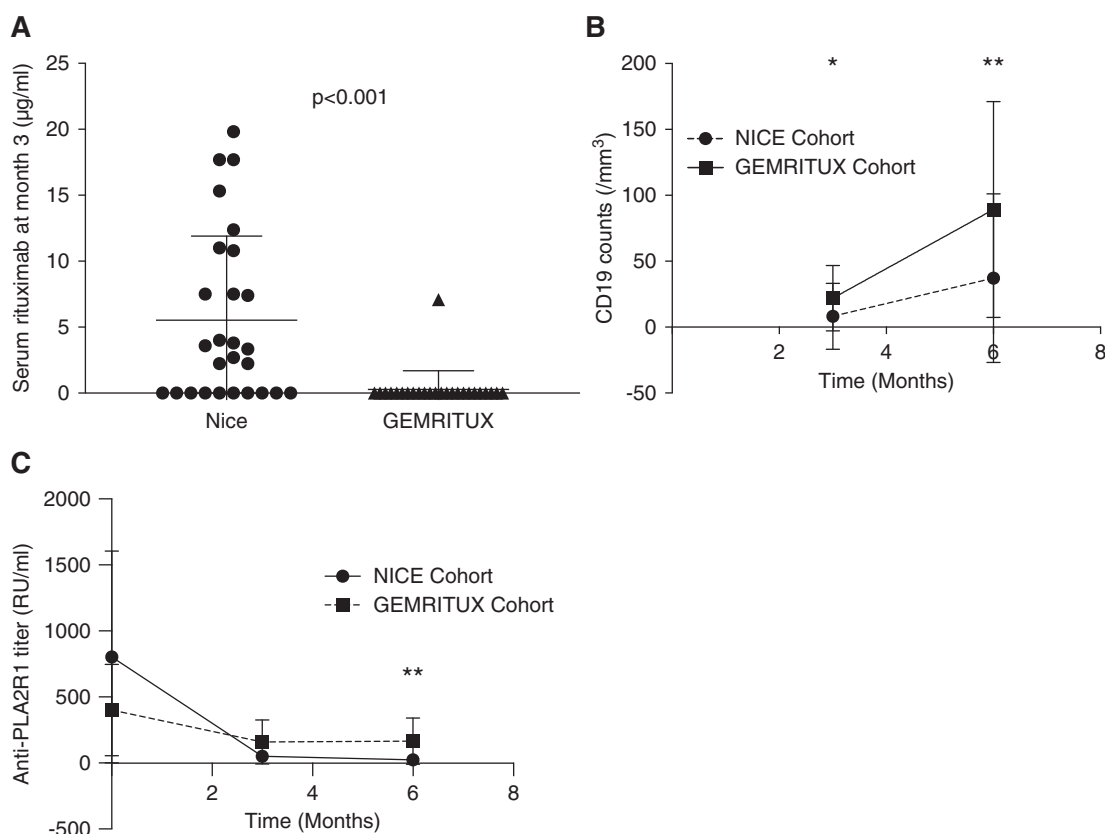 A
Serum rituximab at month 3 (µg/ml)
25
20
15
10
5
0
p<0.001
Nice
GEMRITUX
B
CD19 counts (/mm³)
200
150
100
50
0
-50
* **
NICE Cohort
GEMRITUX Cohort
2 4 6 8
Time (Months)
C
Anti-PLA2R1 titer (RU/ml)
2000
1500
1000
500
0
-500
NICE Cohort
GEMRITUX Cohort
**
2 4 6 8
Time (Months)